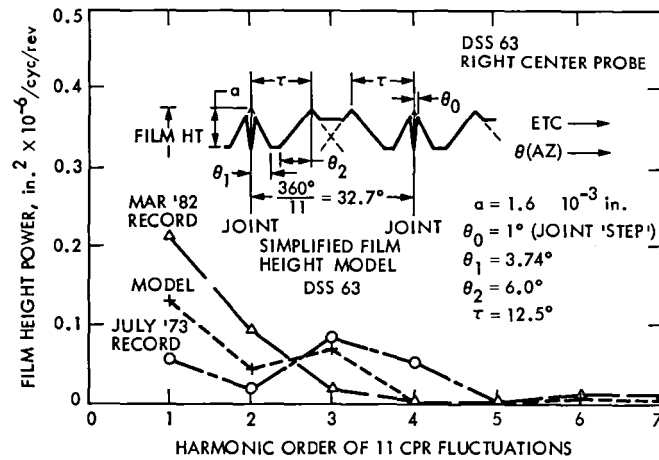 DSS 63
RIGHT CENTER PROBE
FILM HEIGHT POWER, in.² × 10⁻⁶/cyc/rev
0.5
0.4
0.3
0.2
0.1
0
a
τ
τ
θ₀
FILM HT
ETC
θ(AZ)
θ₁
θ₂
360°/11 = 32.7°
JOINT
JOINT
SIMPLIFIED FILM
HEIGHT MODEL
DSS 63
a = 1.6 10⁻³ in.
θ₀ = 1° (JOINT 'STEP')
θ₁ = 3.74°
θ₂ = 6.0°
τ = 12.5°
MAR '82
RECORD
MODEL
JULY '73
RECORD
0 1 2 3 4 5 6 7
HARMONIC ORDER OF 11 CPR FLUCTUATIONS